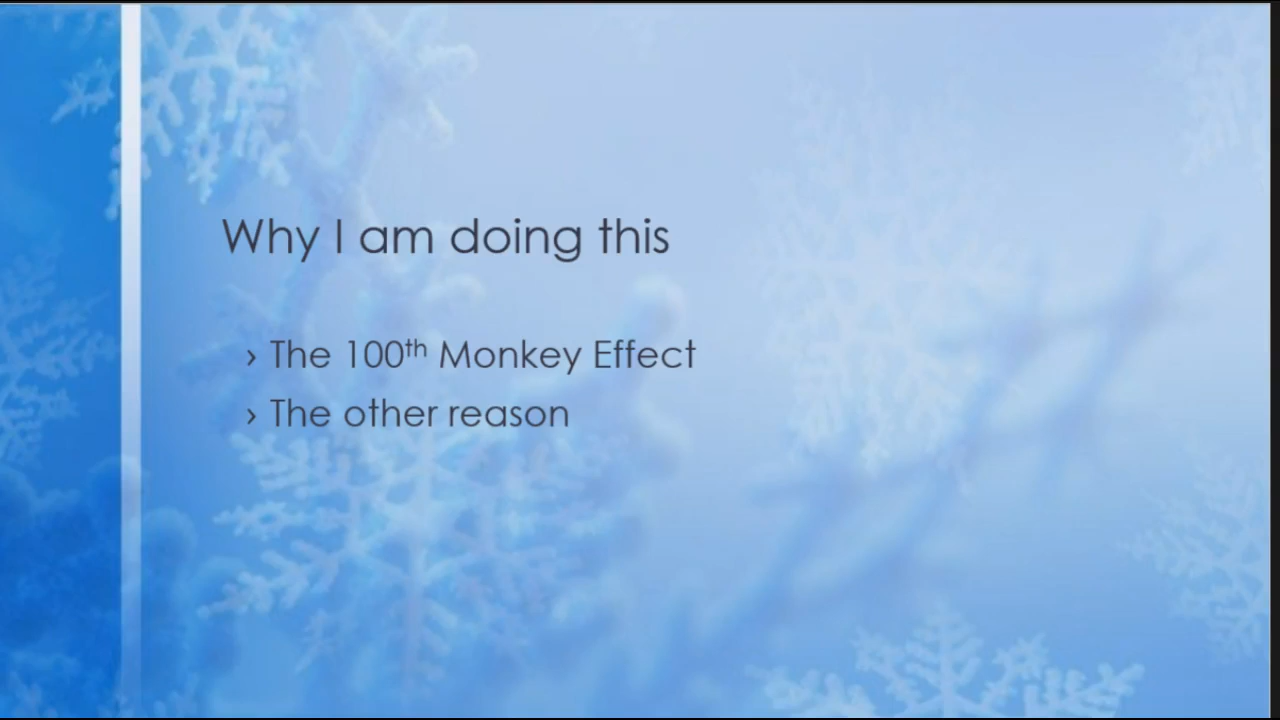 Why I am doing this
› The 100th Monkey Effect
› The other reason